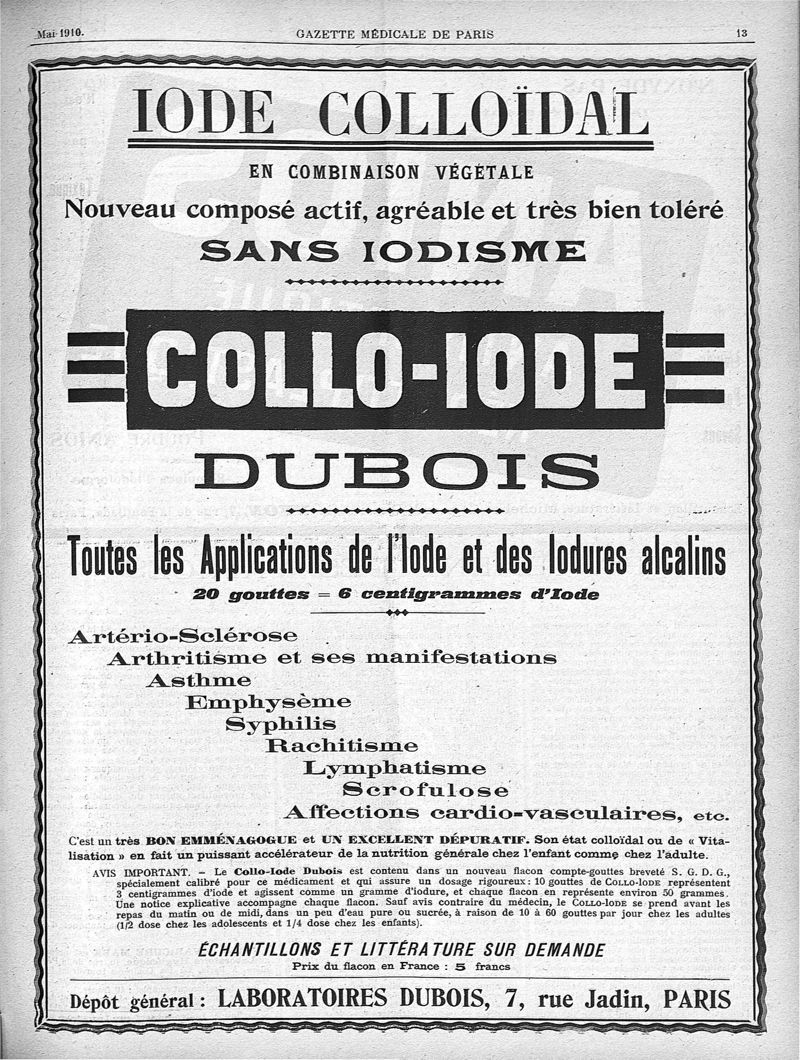 Mai 1910. GAZETTE MÉDICALE DE PARIS 13
IODE COLLOÏDAL
EN COMBINAISON VÉGÉTALE
Nouveau composé actif, agréable et très bien toléré
SANS IODISME
COLLO-IODE
DUBOIS
Toutes les Applications de l'Iode et des Iodures alcalins
20 gouttes = 6 centigrammes d'Iode
Artério-Sclérose
Arthritisme et ses manifestations
Asthme
Emphysème
Syphilis
Rachitisme
Lymphatisme
Scrofulose
Affections cardio-vasculaires, etc.
C'est un très BON EMMÉNAGOGUE et UN EXCELLENT DÉPURATIF. Son état colloïdal ou de « Vita-
lisation » en fait un puissant accélérateur de la nutrition générale chez l'enfant comme chez l'adulte.
AVIS IMPORTANT. – Le Collo-Iode Dubois est contenu dans un nouveau flacon compte-gouttes breveté S. G. D. G.,
spécialement calibré pour ce médicament et qui assure un dosage rigoureux : 10 gouttes de COLLO-IODE représentent
3 centigrammes d'iode et agissent comme un gramme d'iodure, et chaque flacon en représente environ 50 grammes.
Une notice explicative accompagne chaque flacon. Sauf avis contraire du médecin, le COLLO-IODE se prend avant les
repas du matin ou de midi, dans un peu d'eau pure ou sucrée, à raison de 10 à 60 gouttes par jour chez les adultes
(1/2 dose chez les adolescents et 1/4 dose chez les enfants).
ÉCHANTILLONS ET LITTÉRATURE SUR DEMANDE
Prix du flacon en France : 5 francs
Dépôt général : LABORATOIRES DUBOIS, 7, rue Jadin, PARIS